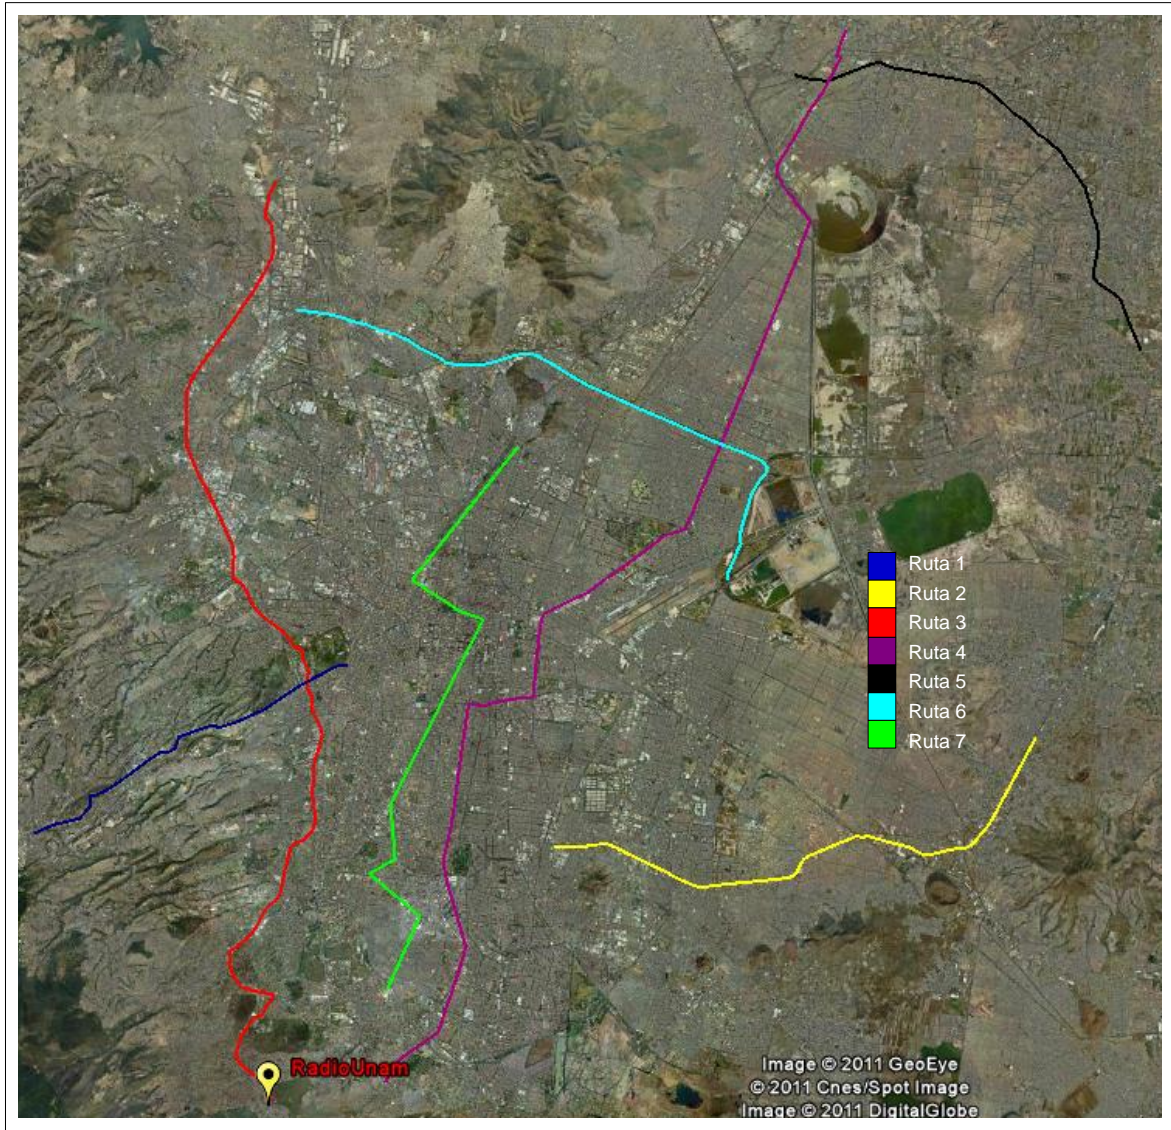 Ruta 1
Ruta 2
Ruta 3
Ruta 4
Ruta 5
Ruta 6
Ruta 7
RadioUnam
Image © 2011 GeoEye
© 2011 Cnes/Spot Image
Image © 2011 DigitalGlobe